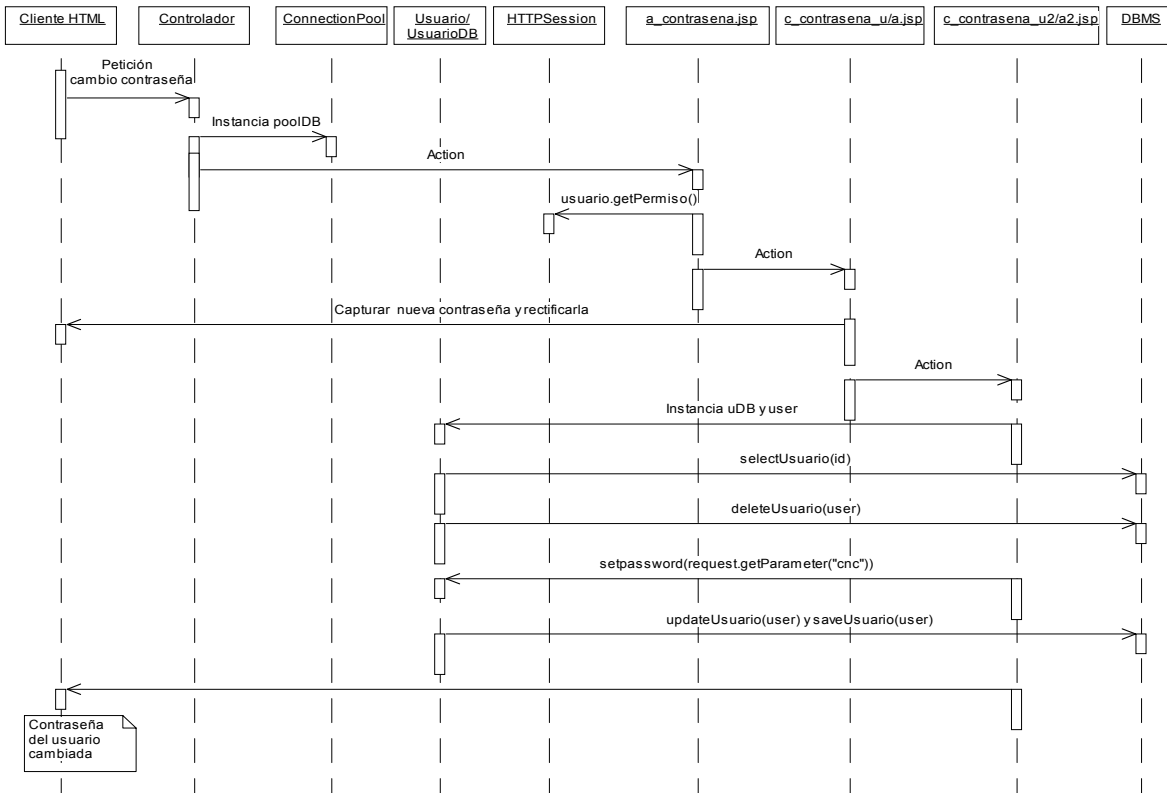 Cliente HTML
Controlador
ConnectionPool
Usuario/
UsuarioDB
HTTPSession
a_contrasena.jsp
c_contrasena_u/a.jsp
c_contrasena_u2/a2.jsp
DBMS
Petición
cambio contraseña
Instancia poolDB
Action
usuario.getPermiso()
Action
Capturar nueva contraseña y rectificarla
Action
Instancia uDB y user
selectUsuario(id)
deleteUsuario(user)
setpassword(request.getParameter("cnc"))
updateUsuario(user) y saveUsuario(user)
Contraseña
del usuario
cambiada